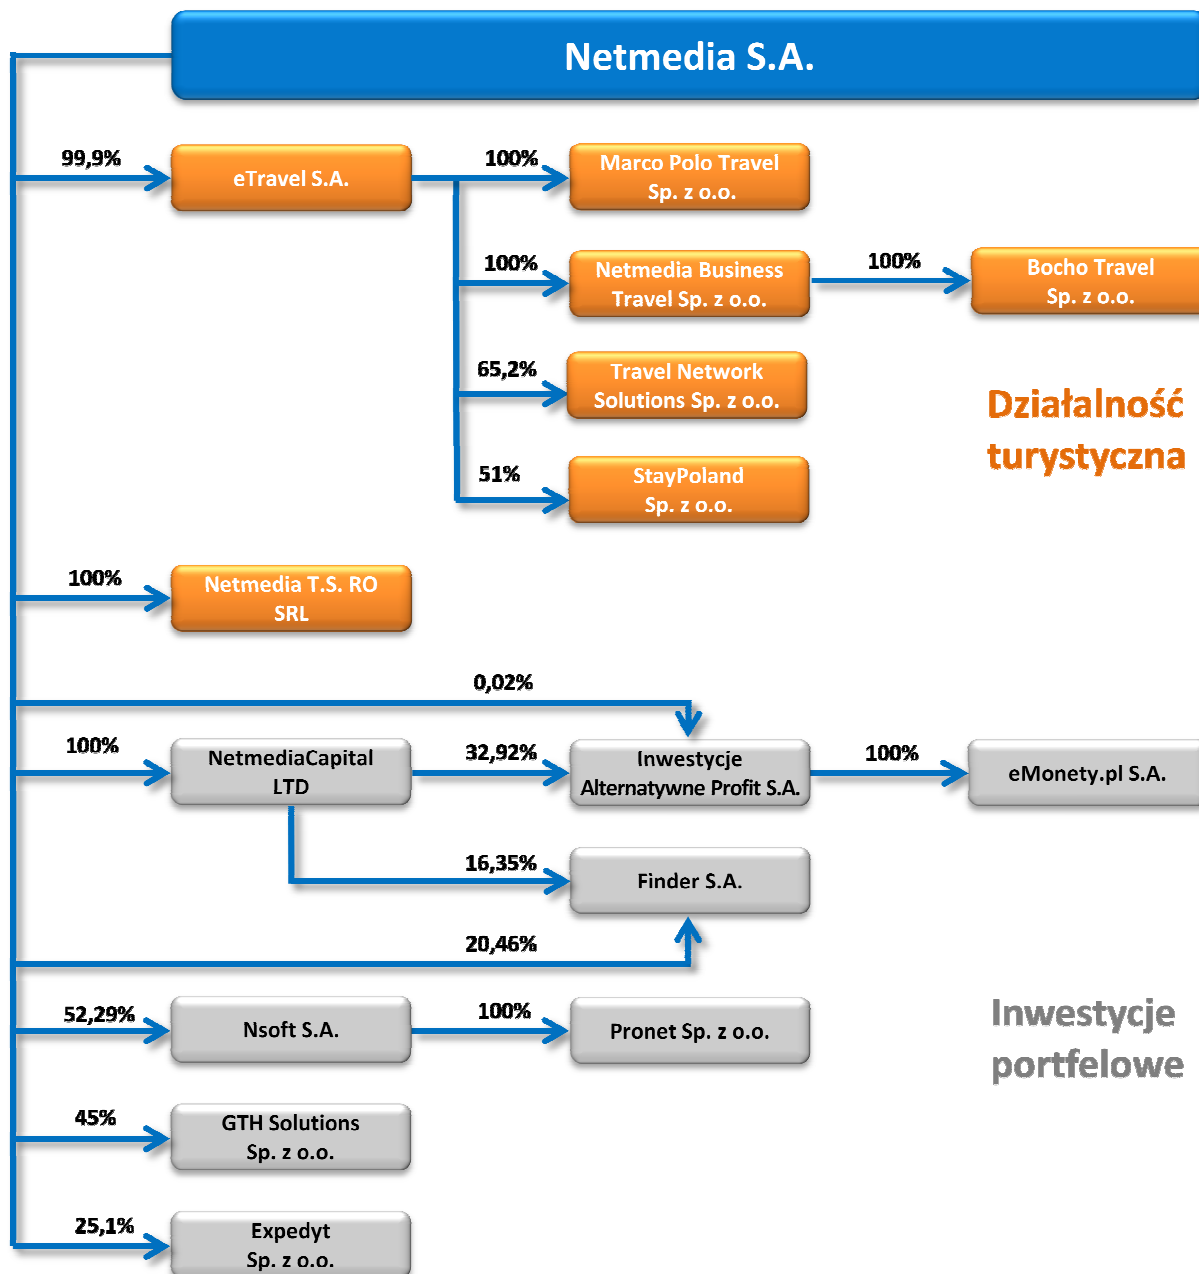 Netmedia S.A.
99,9%
eTravel S.A.
100%
Marco Polo Travel
Sp. z o.o.
100%
Netmedia Business
Travel Sp. z o.o.
100%
Bocho Travel
Sp. z o.o.
65,2%
Travel Network
Solutions Sp. z o.o.
Działalność
turystyczna
51%
StayPoland
Sp. z o.o.
100%
Netmedia T.S. RO
SRL
0,02%
100%
NetmediaCapital
LTD
32,92%
Inwestycje
Alternatywne Profit S.A.
100%
eMonety.pl S.A.
16,35%
Finder S.A.
20,46%
52,29%
Nsoft S.A.
100%
Pronet Sp. z o.o.
Inwestycje
portfelowe
45%
GTH Solutions
Sp. z o.o.
25,1%
Expedyt
Sp. z o.o.